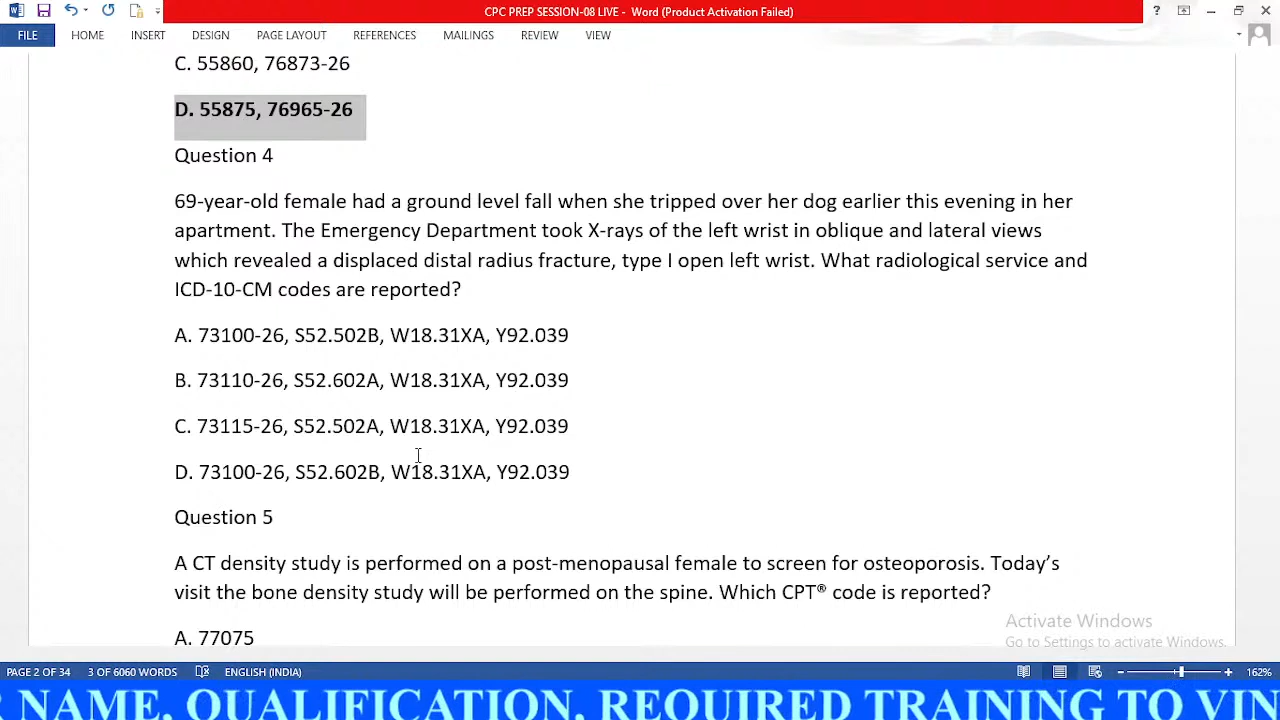 CPC PREP SESSION-08 LIVE - Word (Product Activation Failed)
FILE HOME INSERT DESIGN PAGE LAYOUT REFERENCES MAILINGS REVIEW VIEW
C. 55860, 76873-26
D. 55875, 76965-26
Question 4
69-year-old female had a ground level fall when she tripped over her dog earlier this evening in her
apartment. The Emergency Department took X-rays of the left wrist in oblique and lateral views
which revealed a displaced distal radius fracture, type I open left wrist. What radiological service and
ICD-10-CM codes are reported?
A. 73100-26, S52.502B, W18.31XA, Y92.039
B. 73110-26, S52.602A, W18.31XA, Y92.039
C. 73115-26, S52.502A, W18.31XA, Y92.039
D. 73100-26, S52.602B, W18.31XA, Y92.039
Question 5
A CT density study is performed on a post-menopausal female to screen for osteoporosis. Today’s
visit the bone density study will be performed on the spine. Which CPT® code is reported?
A. 77075
Activate Windows
Go to Settings to activate Windows.
PAGE 2 OF 34 3 OF 6060 WORDS ENGLISH (INDIA) 162%
R NAME, QUALIFICATION, REQUIRED TRAINING TO VIN